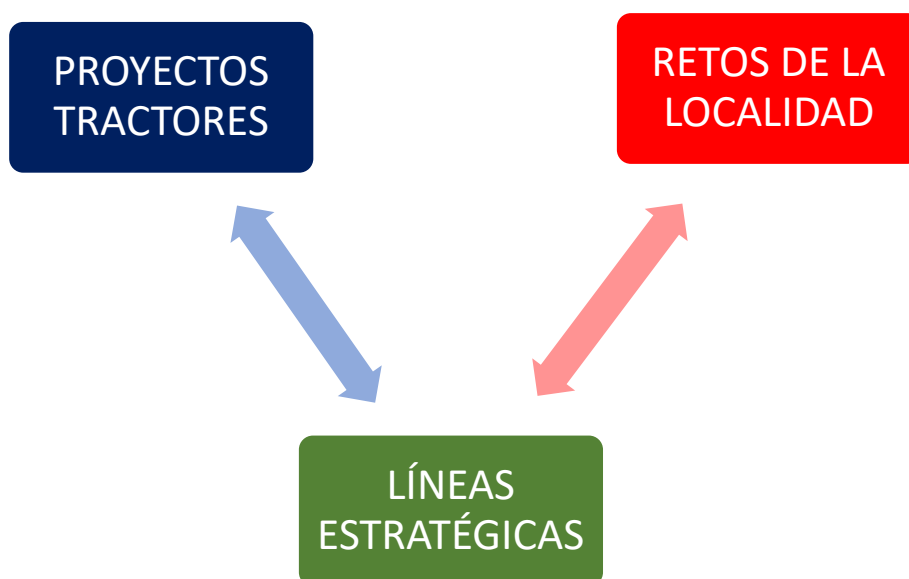 PROYECTOS
TRACTORES
RETOS DE LA
LOCALIDAD
LÍNEAS
ESTRATÉGICAS